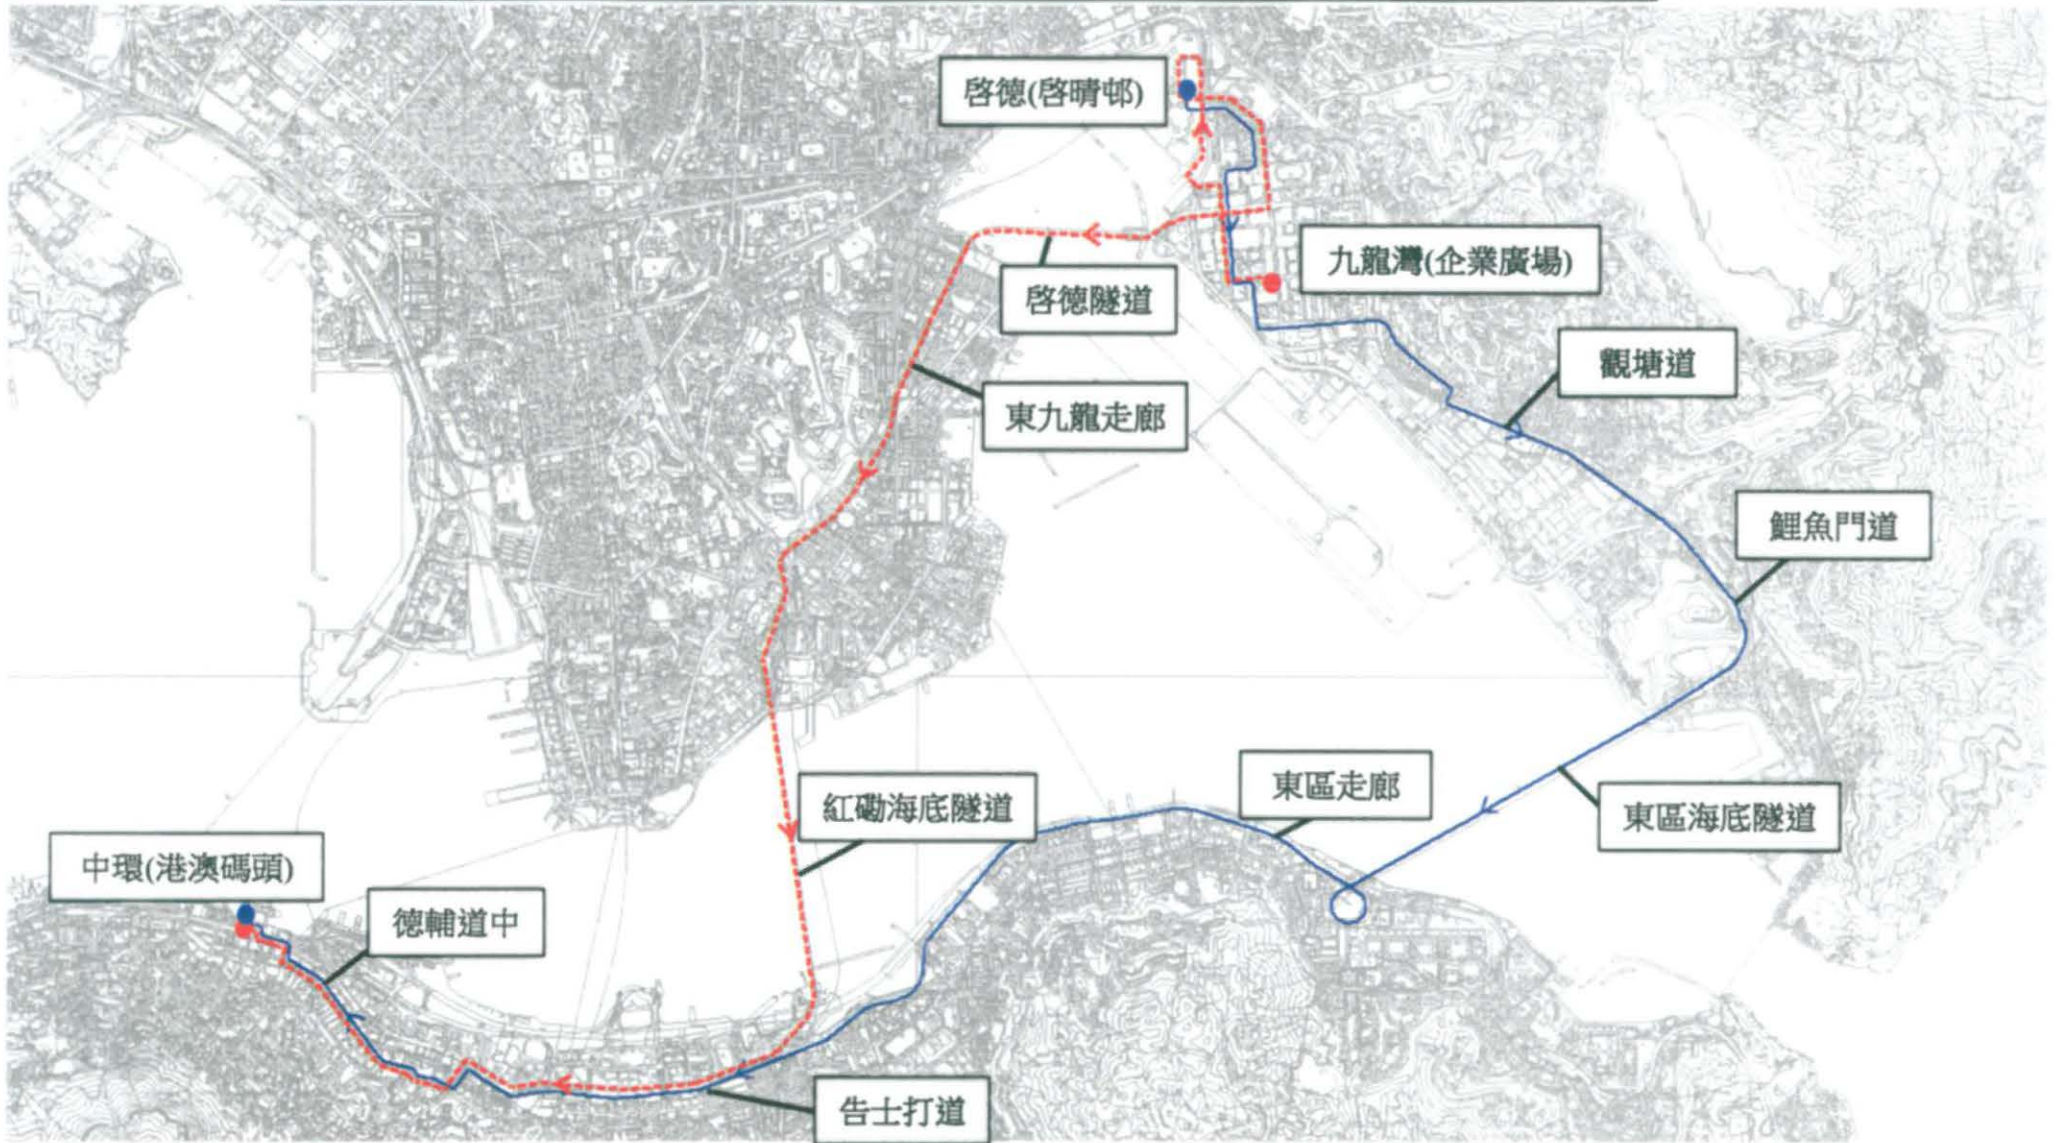 啓德(啓晴邨)
九龍灣(企業廣場)
啓德隧道
觀塘道
東九龍走廊
鯉魚門道
東區走廊
紅磡海底隧道
東區海底隧道
中環(港澳碼頭)
德輔道中
告士打道